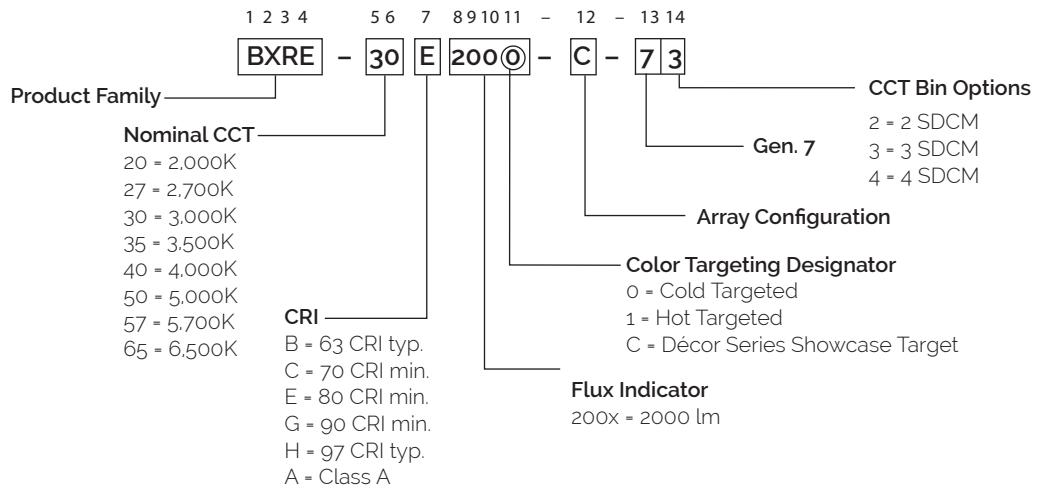 1 2 3 4 5 6 7 8 9 10 11 – 12 – 13 14
BXRE – 30 E 2000 – C – 7 3
Product Family
Nominal CCT
20 = 2,000K
27 = 2,700K
30 = 3,000K
35 = 3,500K
40 = 4,000K
50 = 5,000K
57 = 5,700K
65 = 6,500K
CRI
B = 63 CRI typ.
C = 70 CRI min.
E = 80 CRI min.
G = 90 CRI min.
H = 97 CRI typ.
A = Class A
Flux Indicator
200x = 2000 lm
Color Targeting Designator
0 = Cold Targeted
1 = Hot Targeted
C = Décor Series Showcase Target
Array Configuration
Gen. 7
CCT Bin Options
2 = 2 SDCM
3 = 3 SDCM
4 = 4 SDCM